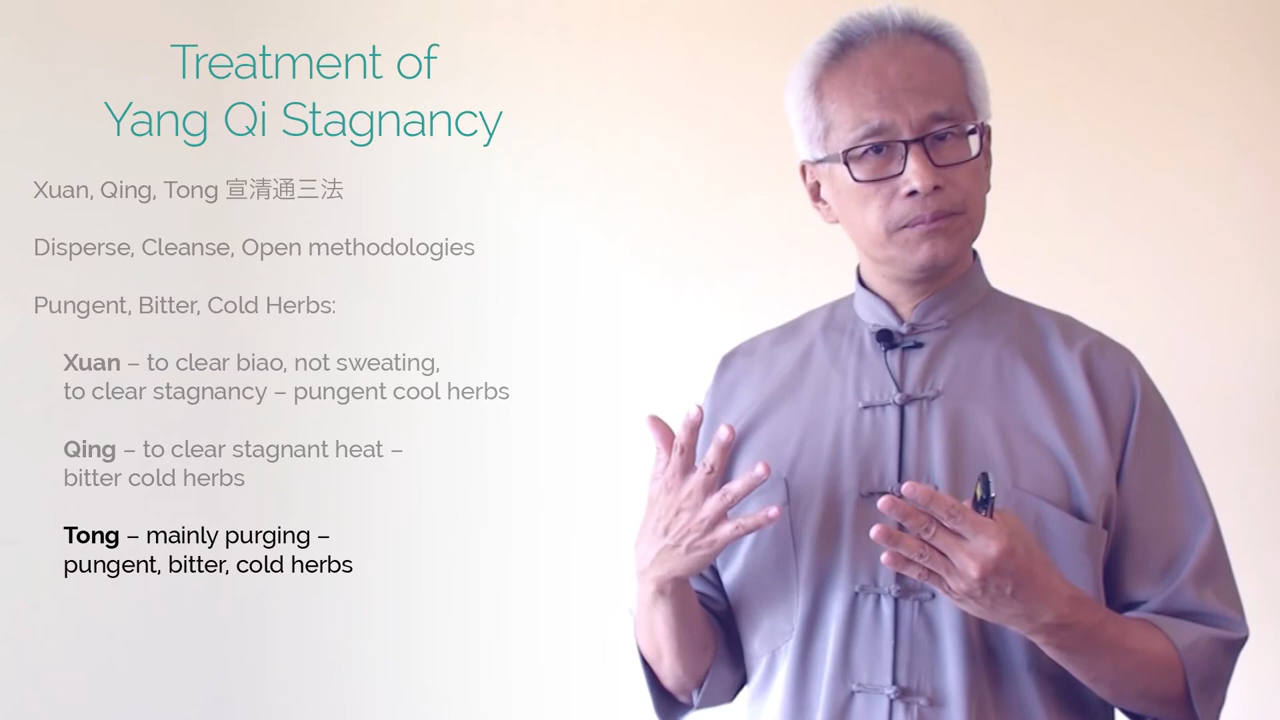 Treatment of
Yang Qi Stagnancy
Xuan, Qing, Tong 宣清通三法
Disperse, Cleanse, Open methodologies
Pungent, Bitter, Cold Herbs:
Xuan – to clear biao, not sweating,
to clear stagnancy – pungent cool herbs
Qing – to clear stagnant heat –
bitter cold herbs
Tong – mainly purging –
pungent, bitter, cold herbs